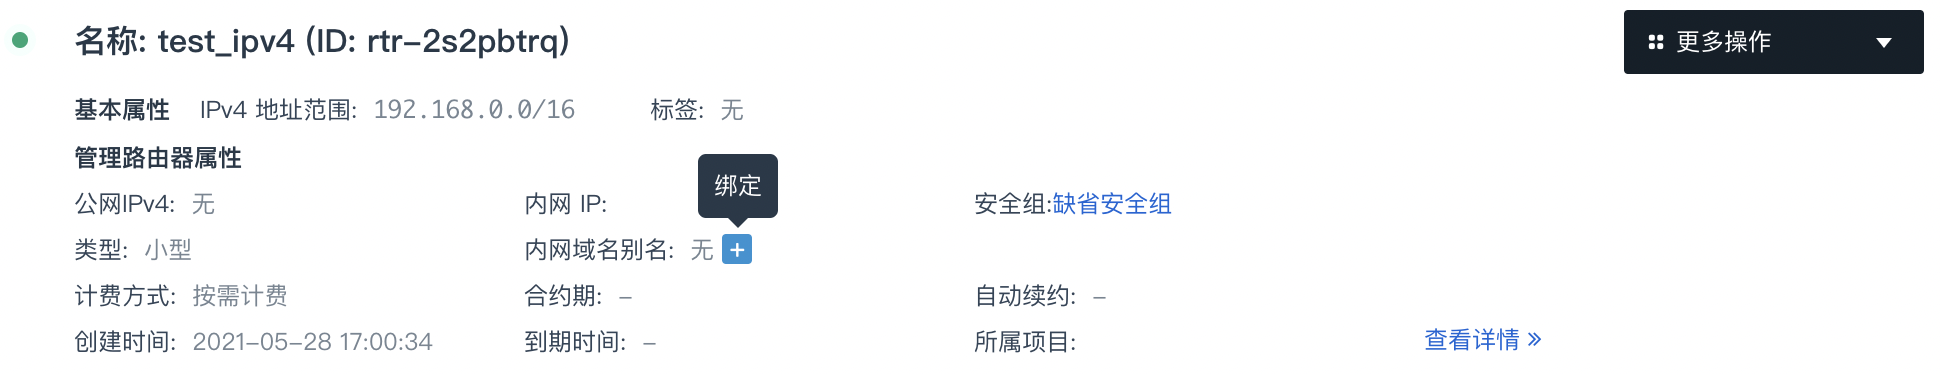 名称: test_ipv4 (ID: rtr-2s2pbtrq)
更多操作
基本属性 IPv4 地址范围: 192.168.0.0/16 标签: 无
管理路由器属性
绑定
公网IPv4: 无 内网 IP: 安全组:缺省安全组
类型: 小型 内网域名别名: 无 +
计费方式: 按需计费 合约期: – 自动续约: –
创建时间: 2021-05-28 17:00:34 到期时间: – 所属项目: 查看详情 »